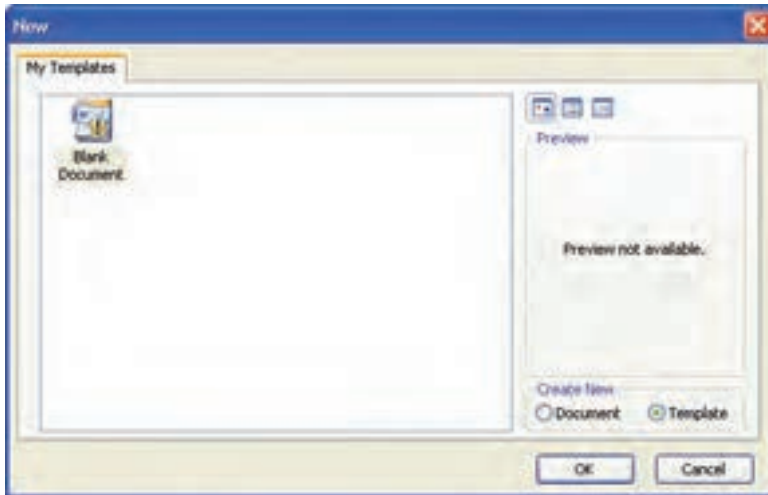 New
My Templates
Blank
Document
Preview
Preview not available.
Create New
Document
Template
OK
Cancel